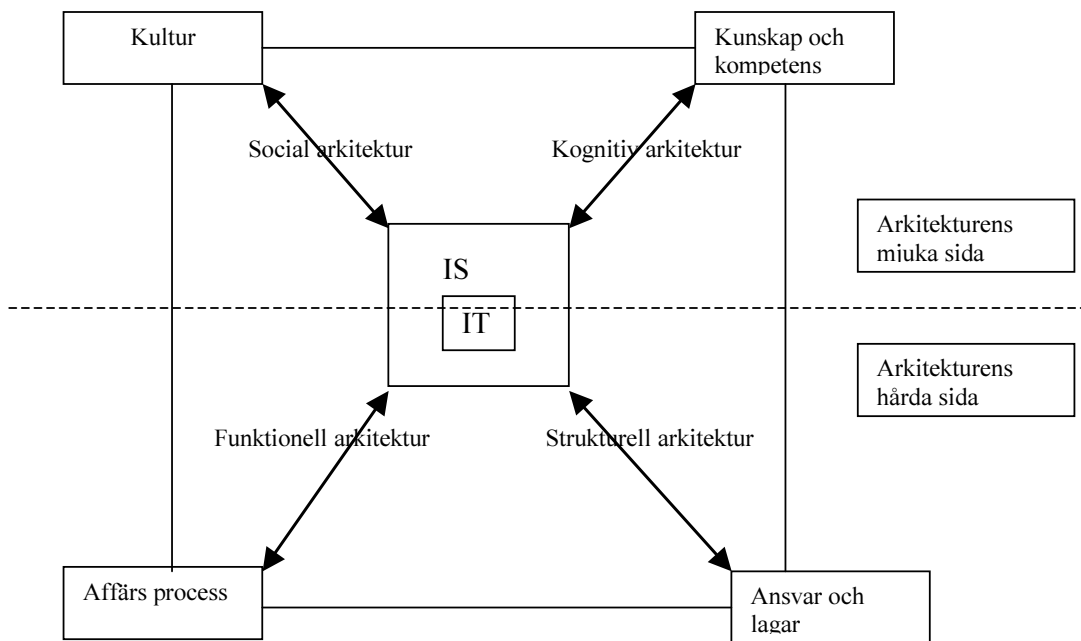 Kultur
Kunskap och
kompetens
Social arkitektur
Kognitiv arkitektur
Arkitekturens
mjuka sida
IS
IT
Arkitekturens
hårda sida
Funktionell arkitektur
Strukturell arkitektur
Affärs process
Ansvar och
lagar